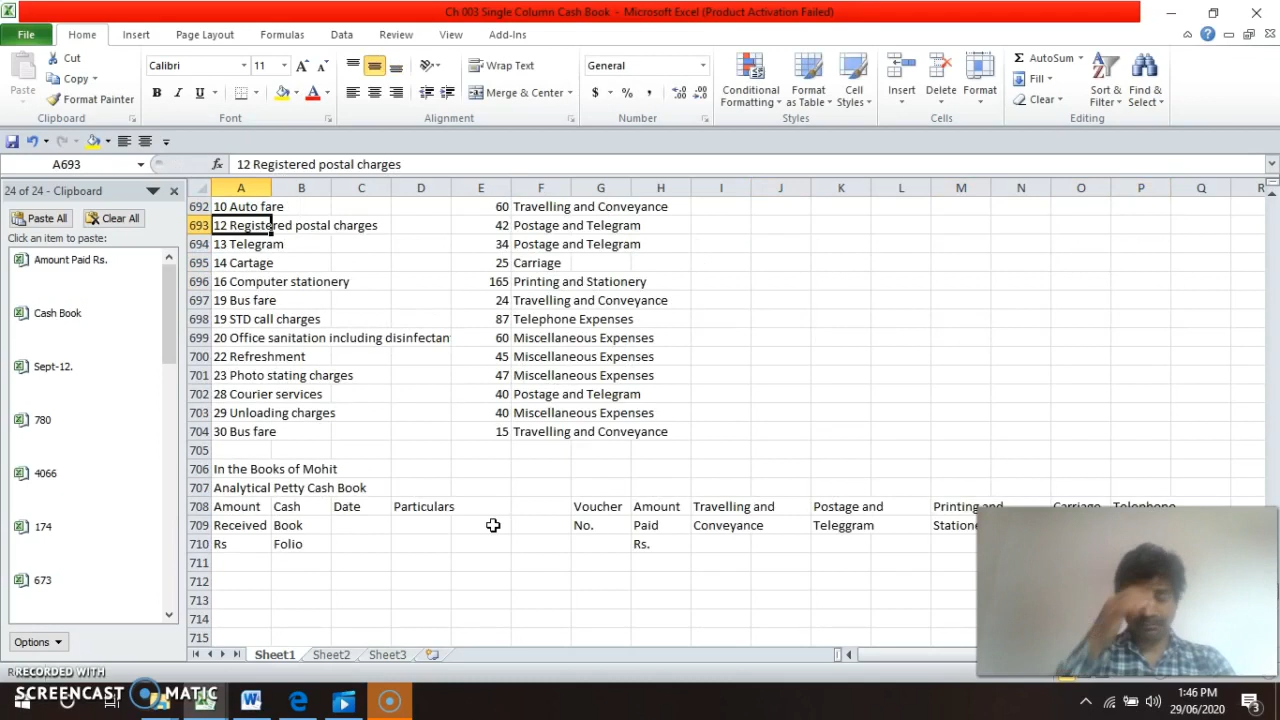 Ch 003 Single Column Cash Book - Microsoft Excel (Product Activation Failed)
File Home Insert Page Layout Formulas Data Review View Add-Ins
Paste Cut Copy Format Painter Clipboard
Calibri 11 Font
Wrap Text Merge & Center Alignment
General Number
Conditional Formatting Format as Table Cell Styles Styles
Insert Delete Format Cells
AutoSum Fill Clear Sort & Filter Find & Select Editing
A693 fx 12 Registered postal charges
24 of 24 - Clipboard
Paste All Clear All
Click an item to paste:
Amount Paid Rs.
Cash Book
Sept-12.
780
4066
174
673
Options
A B C D E F G H I J K L M N O P Q R
692 10 Auto fare 60 Travelling and Conveyance
693 12 Registered postal charges 42 Postage and Telegram
694 13 Telegram 34 Postage and Telegram
695 14 Cartage 25 Carriage
696 16 Computer stationery 165 Printing and Stationery
697 19 Bus fare 24 Travelling and Conveyance
698 19 STD call charges 87 Telephone Expenses
699 20 Office sanitation including disinfectant 60 Miscellaneous Expenses
700 22 Refreshment 45 Miscellaneous Expenses
701 23 Photo stating charges 47 Miscellaneous Expenses
702 28 Courier services 40 Postage and Telegram
703 29 Unloading charges 40 Miscellaneous Expenses
704 30 Bus fare 15 Travelling and Conveyance
705
706 In the Books of Mohit
707 Analytical Petty Cash Book
708 Amount Cash Date Particulars Voucher Amount Travelling and Postage and Printing and Carriage Telephone
709 Received Book No. Paid Conveyance Teleggram Statione
710 Rs Folio Rs.
711
712
713
714
715
Sheet1 Sheet2 Sheet3
RECORDED WITH
SCREENCAST MATIC
1:46 PM
29/06/2020
3